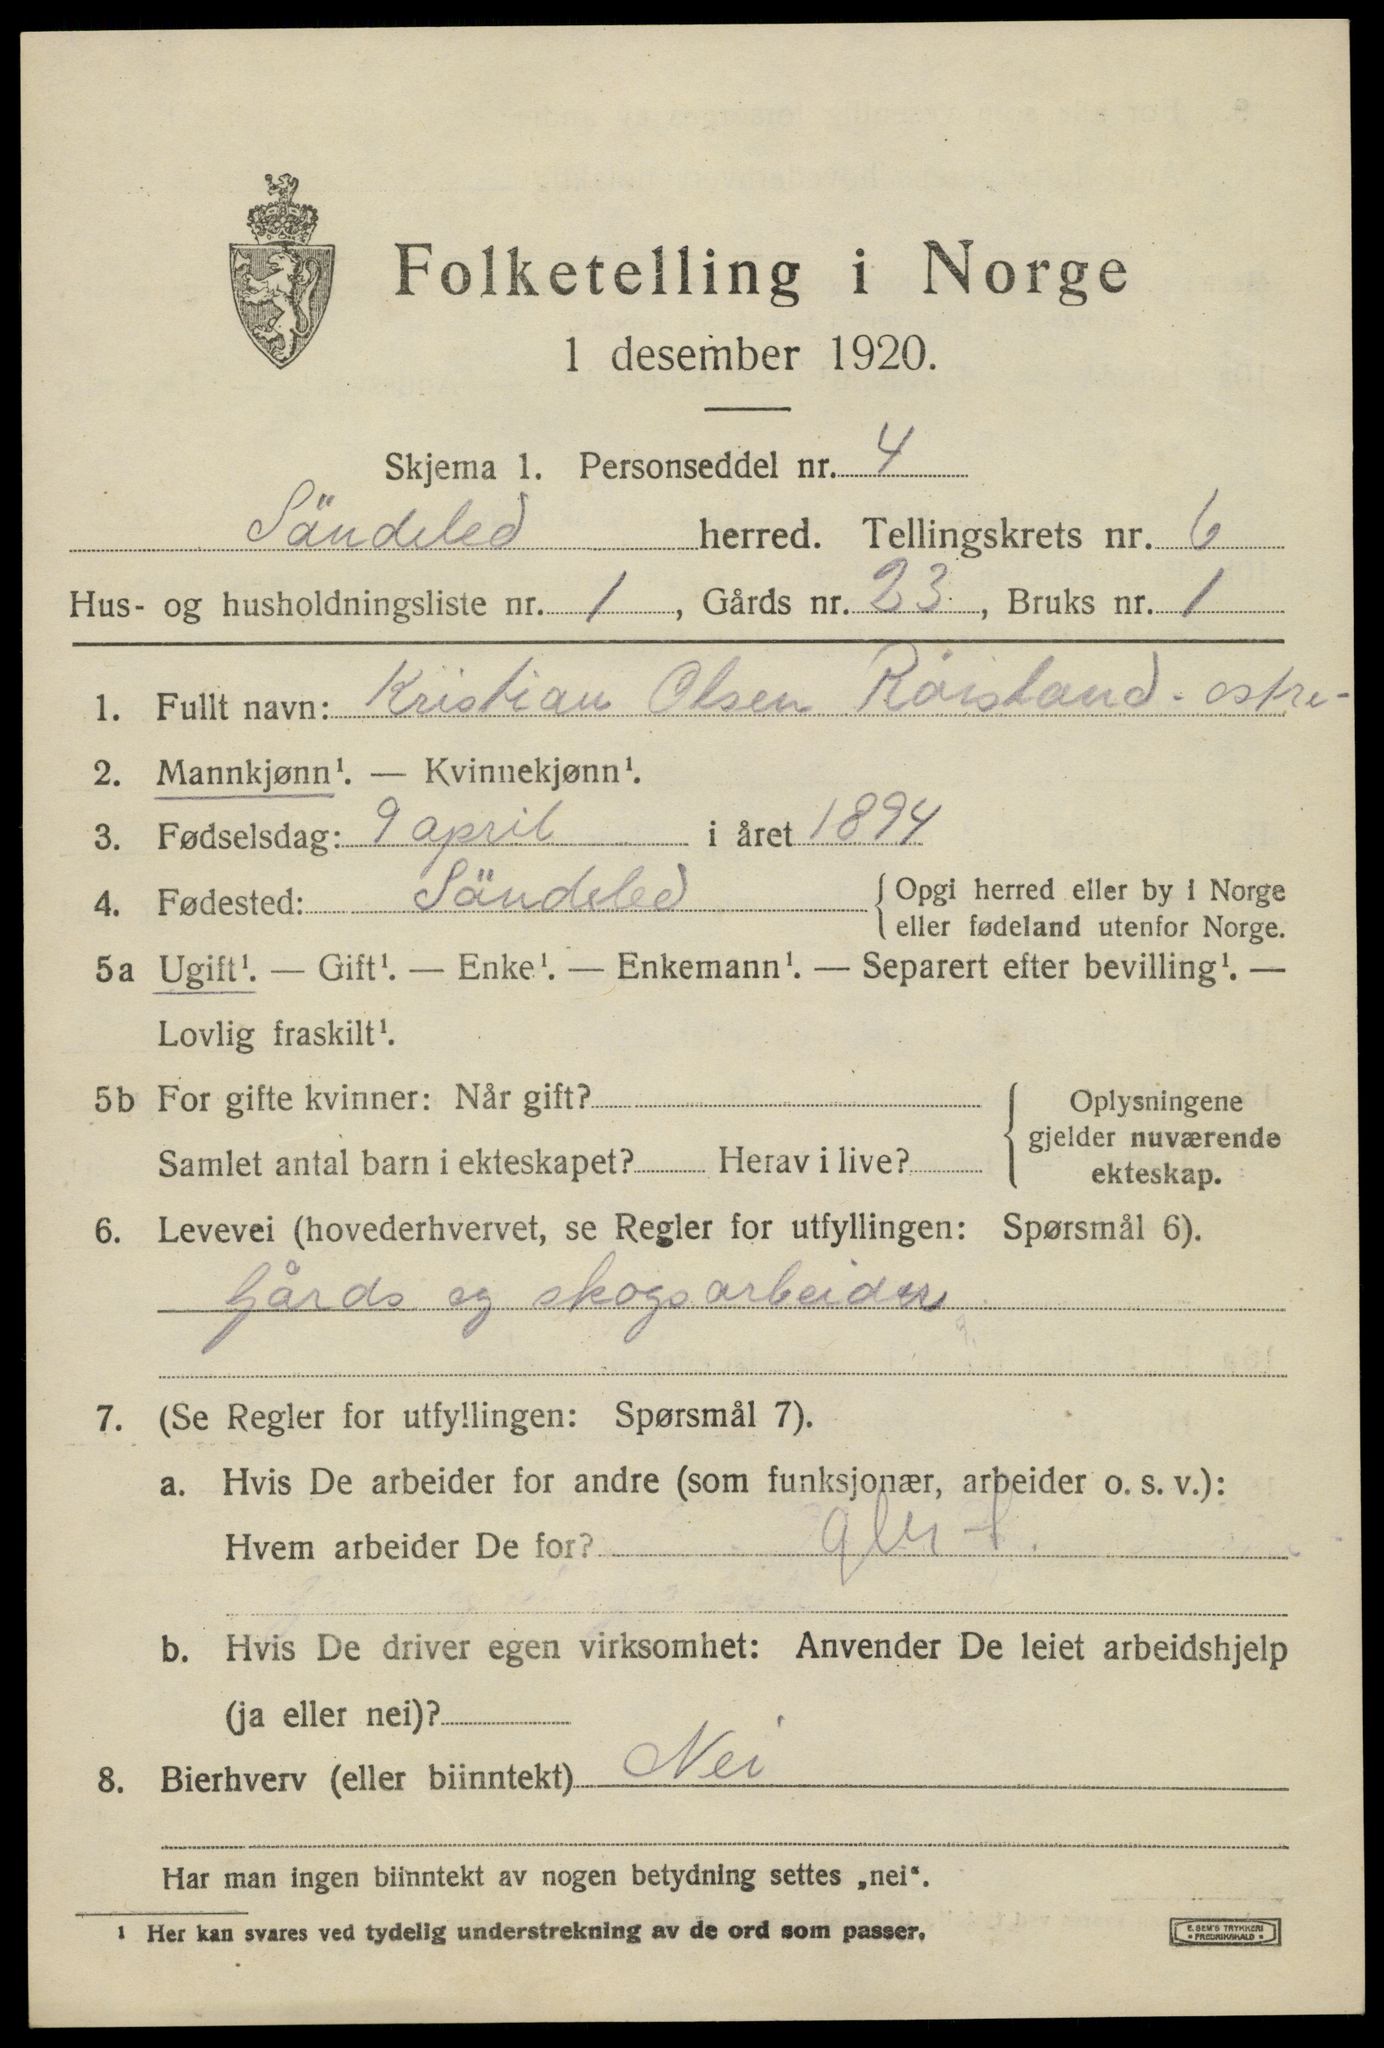 Folketelling i Norge
1 desember 1920.
Skjema 1. Personseddel nr. 4
Söndeled herred. Tellingskrets nr. 6
Hus- og husholdningsliste nr. 1, Gårds nr. 23, Bruks nr. 1
1. Fullt navn: Kristian Olsen Röisland - østre-
2. Mannkjønn¹. — Kvinnekjønn¹.
3. Fødselsdag: 9 april i året 1894
4. Fødested: Söndeled { Opgi herred eller by i Norge
eller fødeland utenfor Norge.
5a Ugift¹. — Gift¹. — Enke¹. — Enkemann¹. — Separert efter bevilling¹. —
Lovlig fraskilt¹.
5b For gifte kvinner: Når gift?
Samlet antal barn i ekteskapet? Herav i live?
{ Oplysningene
gjelder nuværende
ekteskap.
6. Levevei (hovederhvervet, se Regler for utfyllingen: Spørsmål 6).
Gårds og skogsarbeider
7. (Se Regler for utfyllingen: Spørsmål 7).
a. Hvis De arbeider for andre (som funksjonær, arbeider o. s. v.):
Hvem arbeider De for?
b. Hvis De driver egen virksomhet: Anvender De leiet arbeidshjelp
(ja eller nei)?
8. Bierhverv (eller biinntekt) Nei
Har man ingen biinntekt av nogen betydning settes „nei“.
¹ Her kan svares ved tydelig understrekning av de ord som passer.
E. SEM'S TRYKKERI
FREDRIKSHALD